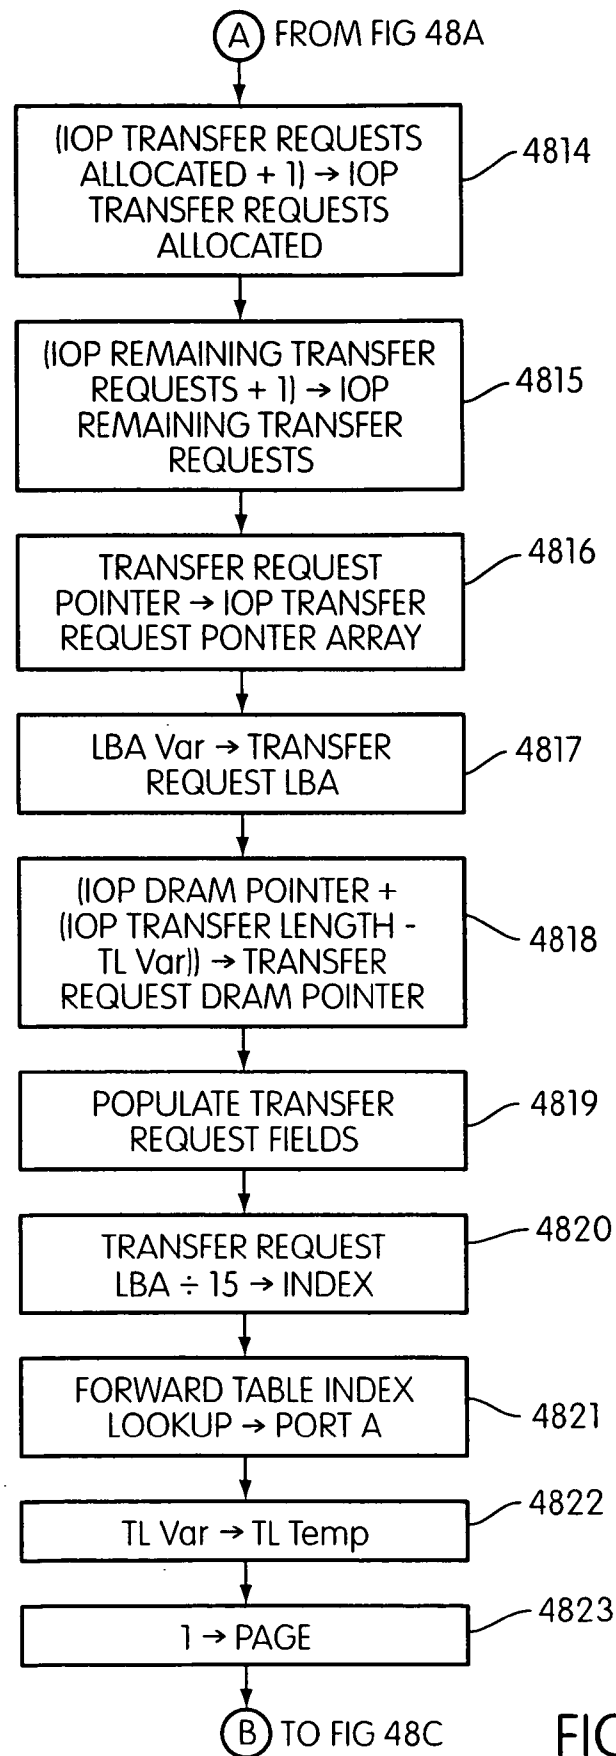 A FROM FIG 48A
(IOP TRANSFER REQUESTS
ALLOCATED + 1) → IOP
TRANSFER REQUESTS
ALLOCATED
4814
(IOP REMAINING TRANSFER
REQUESTS + 1) → IOP
REMAINING TRANSFER
REQUESTS
4815
TRANSFER REQUEST
POINTER → IOP TRANSFER
REQUEST PONTER ARRAY
4816
LBA Var → TRANSFER
REQUEST LBA
4817
(IOP DRAM POINTER +
(IOP TRANSFER LENGTH -
TL Var)) → TRANSFER
REQUEST DRAM POINTER
4818
POPULATE TRANSFER
REQUEST FIELDS
4819
TRANSFER REQUEST
LBA ÷ 15 → INDEX
4820
FORWARD TABLE INDEX
LOOKUP → PORT A
4821
TL Var → TL Temp
4822
1 → PAGE
4823
B TO FIG 48C
FIG